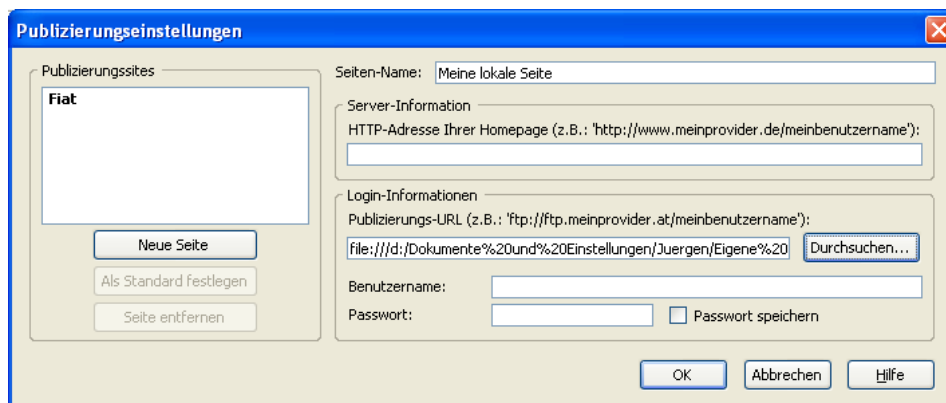 Publizierungseinstellungen
Publizierungssites
Fiat
Neue Seite
Als Standard festlegen
Seite entfernen
Seiten-Name: Meine lokale Seite
Server-Information
HTTP-Adresse Ihrer Homepage (z.B.: 'http://www.meinprovider.de/meinbenutzername'):
Login-Informationen
Publizierungs-URL (z.B.: 'ftp://ftp.meinprovider.at/meinbenutzername'):
file:///d:/Dokumente%20und%20Einstellungen/Juergen/Eigene%20 Durchsuchen...
Benutzername:
Passwort: Passwort speichern
OK Abbrechen Hilfe